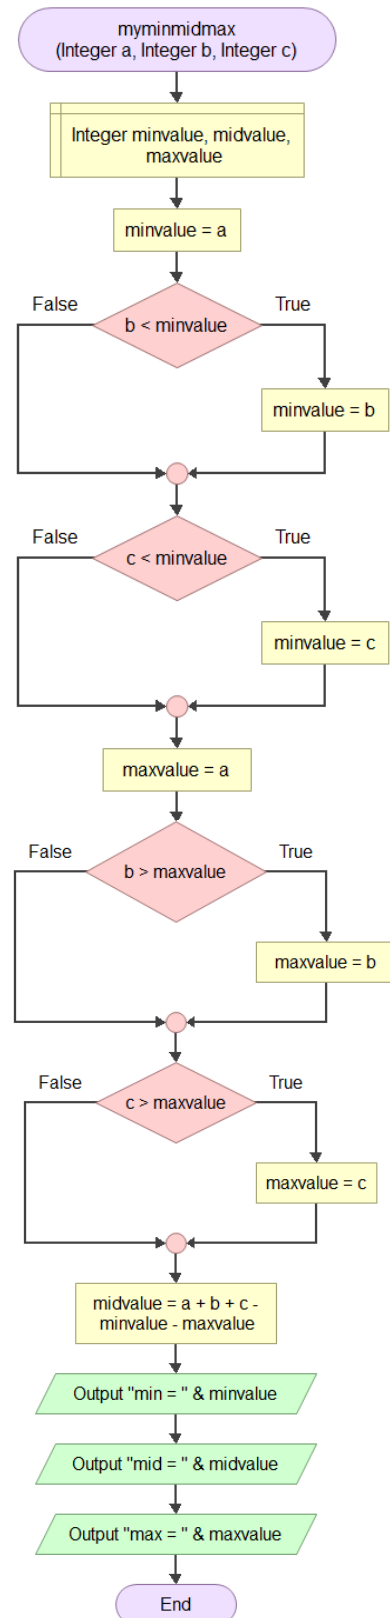 myminmidmax
(Integer a, Integer b, Integer c)
Integer minvalue, midvalue,
maxvalue
minvalue = a
False
True
b < minvalue
minvalue = b
False
True
c < minvalue
minvalue = c
maxvalue = a
False
True
b > maxvalue
maxvalue = b
False
True
c > maxvalue
maxvalue = c
midvalue = a + b + c -
minvalue - maxvalue
Output "min = " & minvalue
Output "mid = " & midvalue
Output "max = " & maxvalue
End